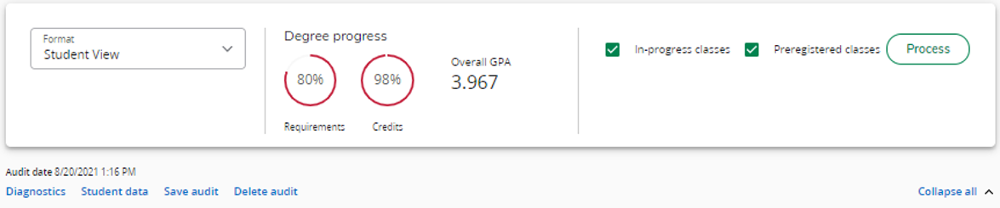 Format
Student View
Degree progress
80%
98%
Requirements
Credits
Overall GPA
3.967
In-progress classes
Preregistered classes
Process
Audit date 8/20/2021 1:16 PM
Diagnostics Student data Save audit Delete audit
Collapse all